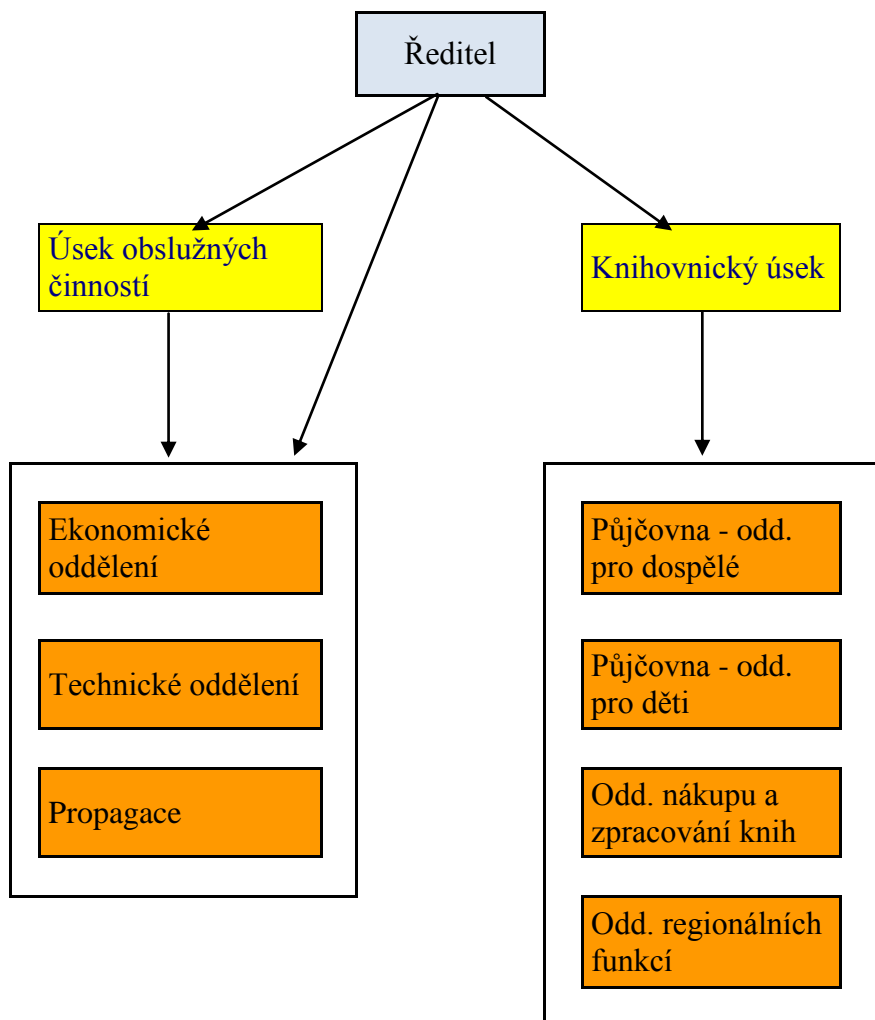 Ředitel
Úsek obslužných
činností
Knihovnický úsek
Ekonomické
oddělení
Technické oddělení
Propagace
Půjčovna - odd.
pro dospělé
Půjčovna - odd.
pro děti
Odd. nákupu a
zpracování knih
Odd. regionálních
funkcí